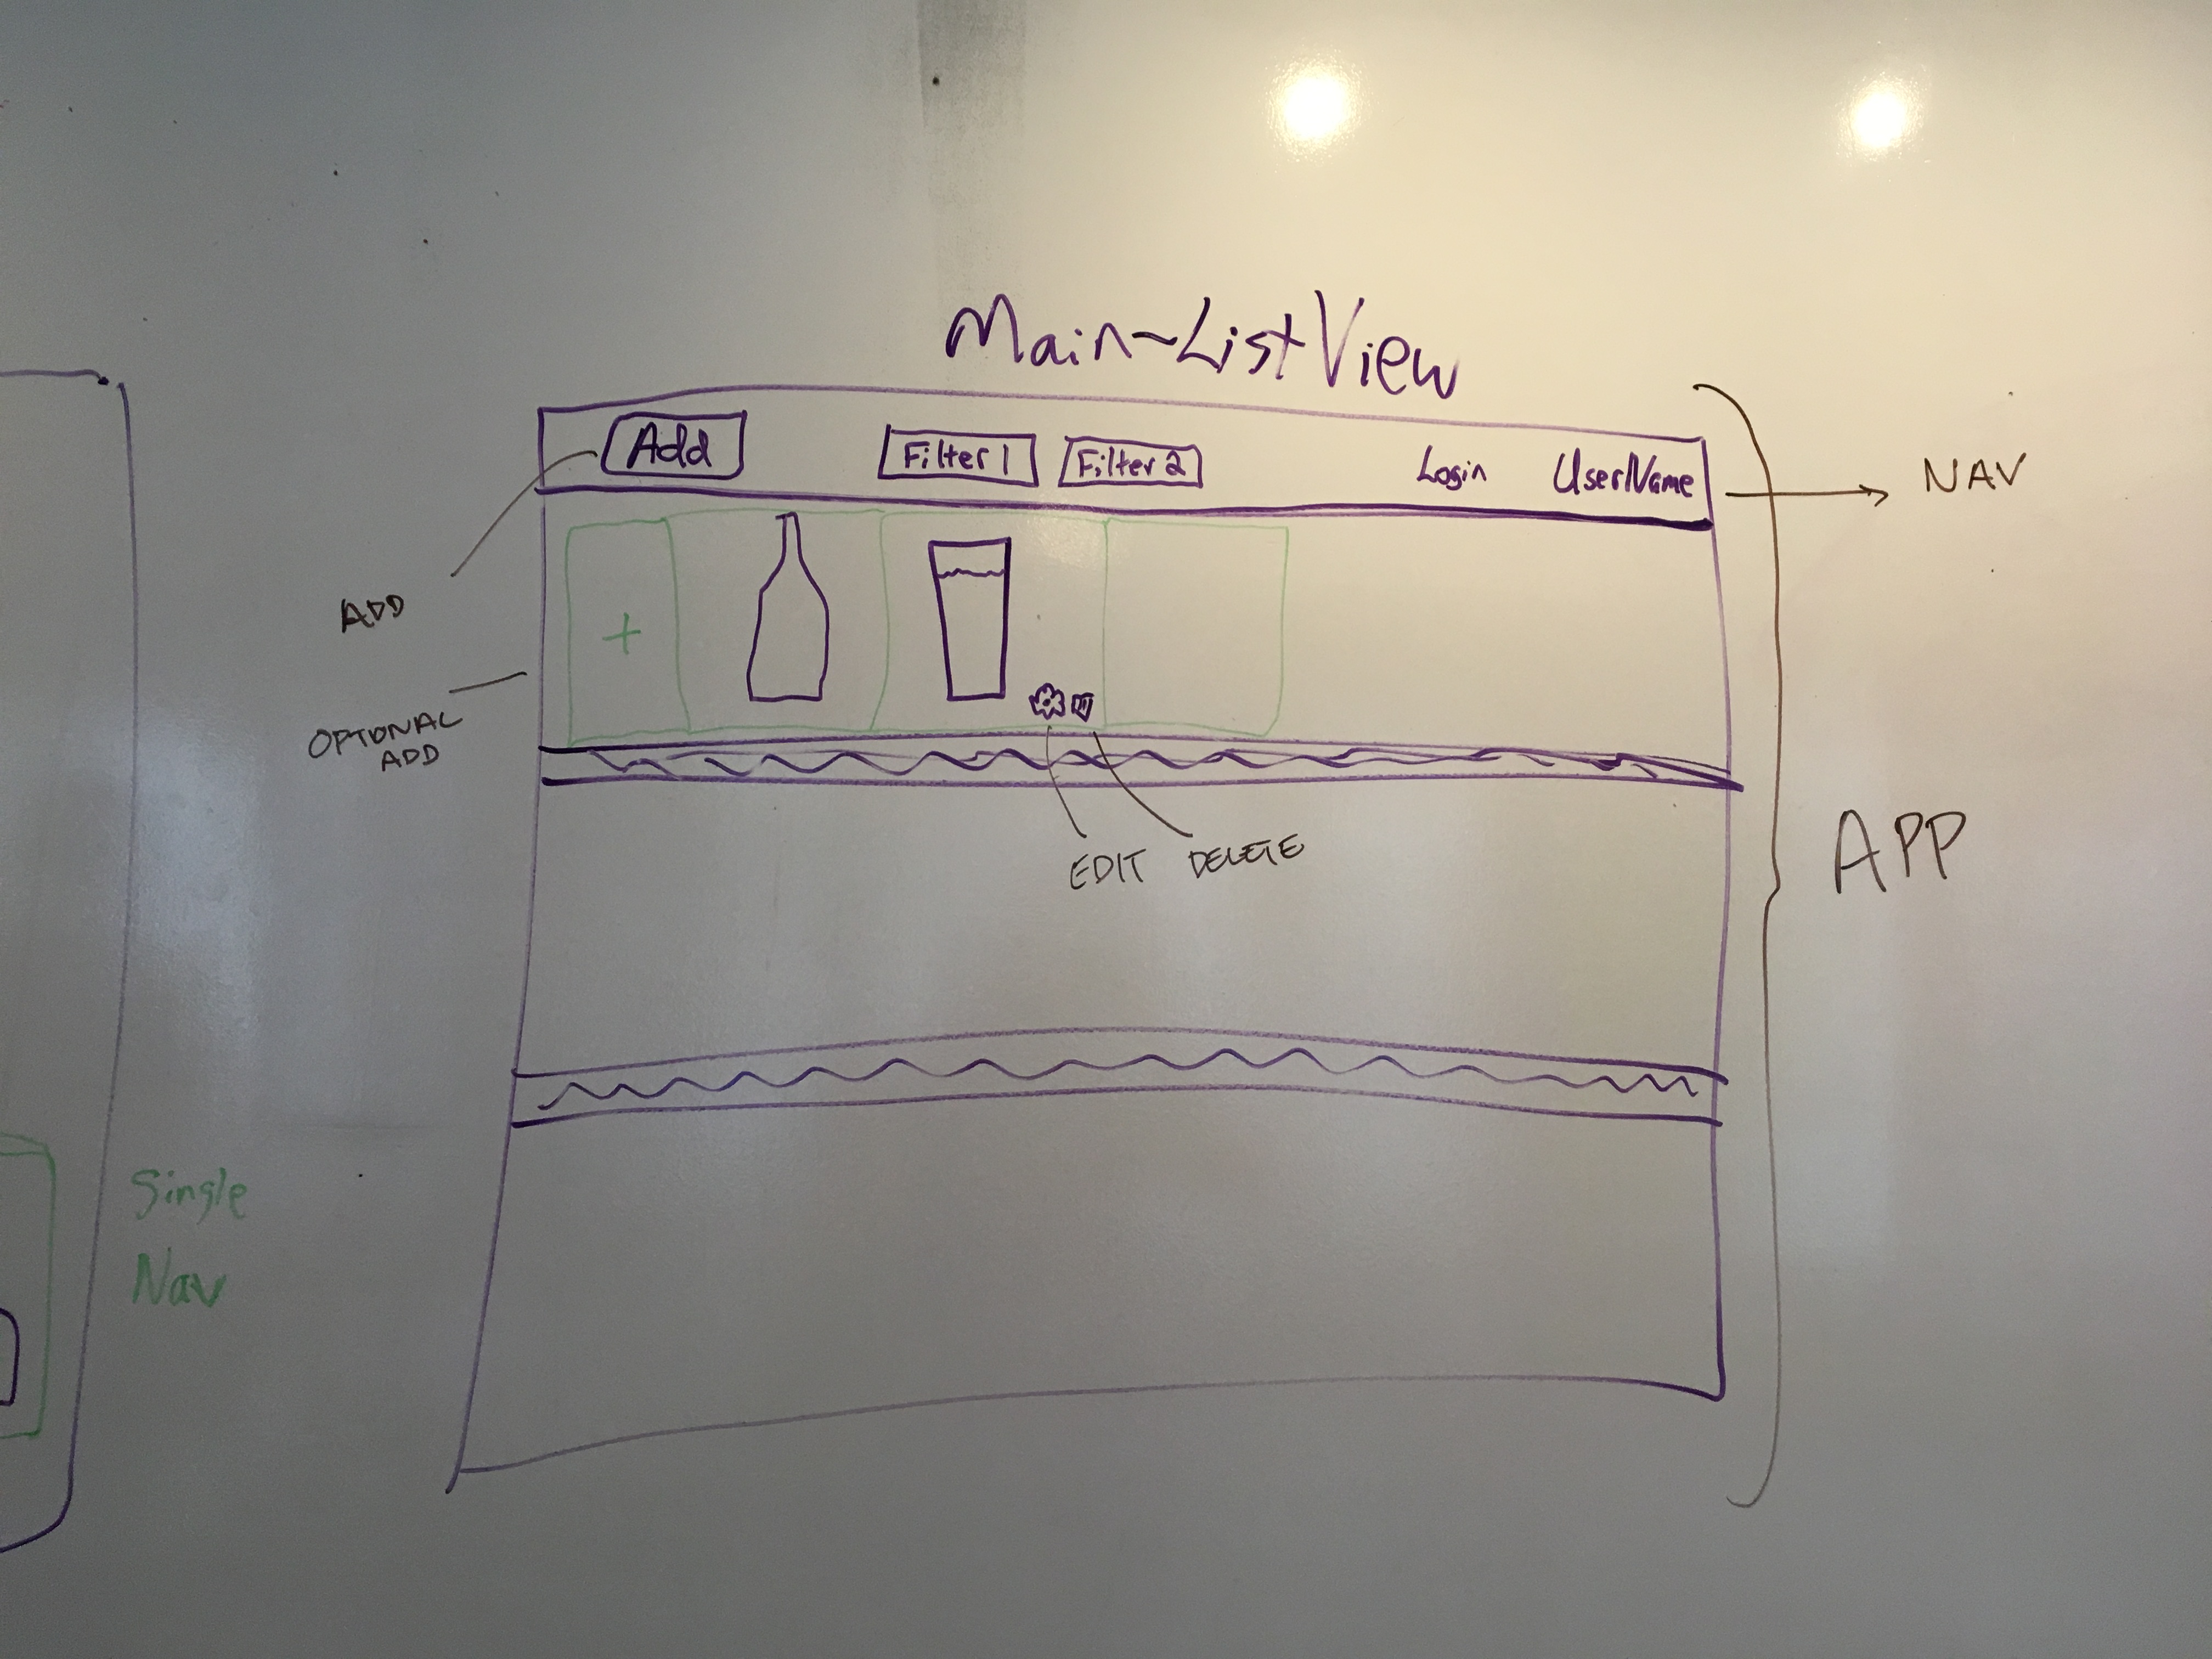 Main-List View
Add
Filter 1
Filter 2
Login
UserName
NAV
ADD
+
OPTIONAL
ADD
EDIT
DELETE
APP
Single
Nav